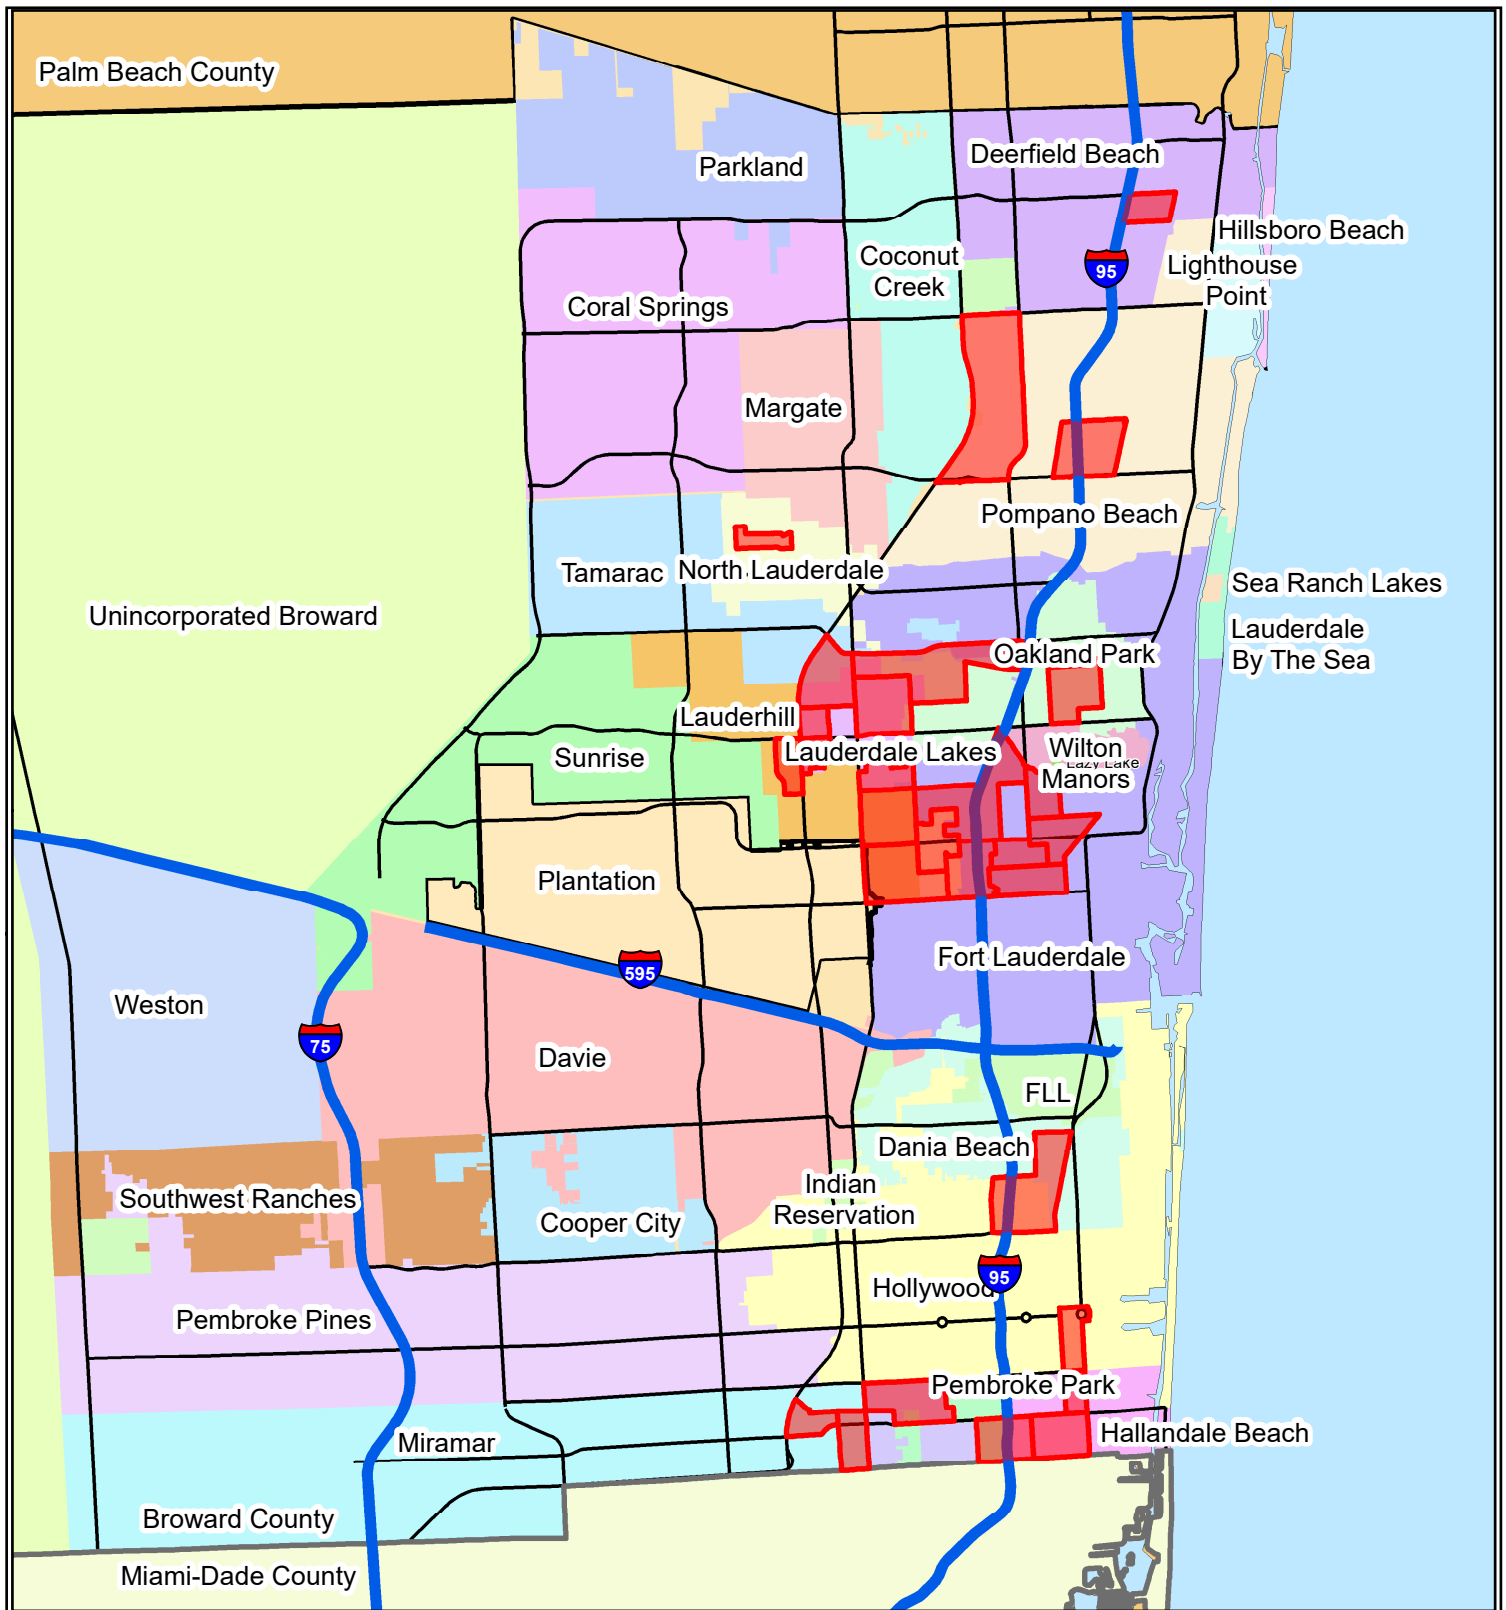 Palm Beach County
Deerfield Beach
Parkland
Hillsboro Beach
Coconut
Creek
Lighthouse
Point
95
Coral Springs
Margate
Pompano Beach
Tamarac
North Lauderdale
Sea Ranch Lakes
Unincorporated Broward
Lauderdale
By The Sea
Oakland Park
Lauderhill
Lauderdale Lakes
Wilton
Manors
Lazy Lake
Sunrise
Plantation
Fort Lauderdale
595
Weston
75
Davie
FLL
Dania Beach
Indian
Reservation
Southwest Ranches
Cooper City
95
Hollywood
Pembroke Pines
Pembroke Park
Hallandale Beach
Miramar
Broward County
Miami-Dade County